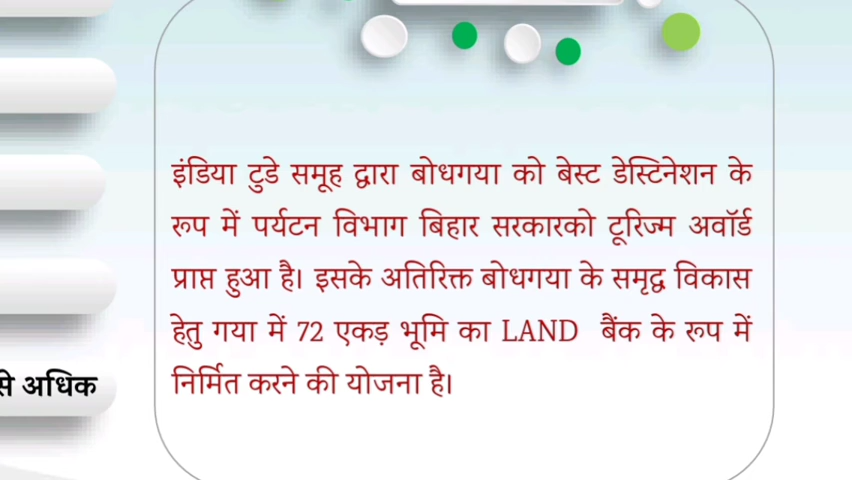 इंडिया टुडे समूह द्वारा बोधगया को बेस्ट डेस्टिनेशन के
रूप में पर्यटन विभाग बिहार सरकारको टूरिज्म अवॉर्ड
प्राप्त हुआ है। इसके अतिरिक्त बोधगया के समृद्ध विकास
हेतु गया में 72 एकड़ भूमि का LAND बैंक के रूप में
निर्मित करने की योजना है।
से अधिक